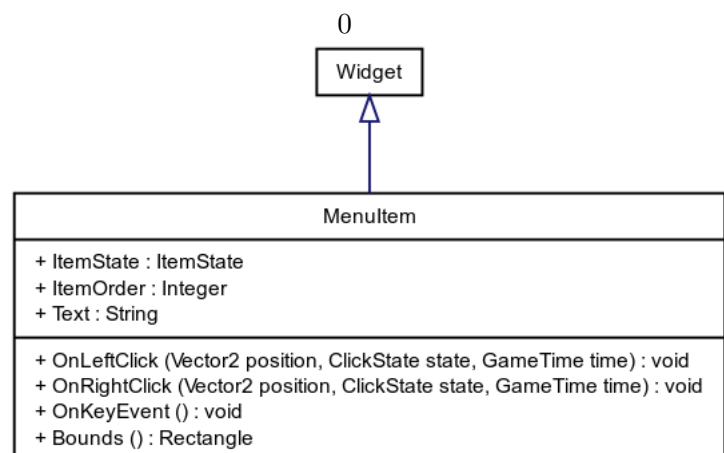 0
Widget
MenuItem
+ ItemState : ItemState
+ ItemOrder : Integer
+ Text : String
+ OnLeftClick (Vector2 position, ClickState state, GameTime time) : void
+ OnRightClick (Vector2 position, ClickState state, GameTime time) : void
+ OnKeyEvent () : void
+ Bounds () : Rectangle